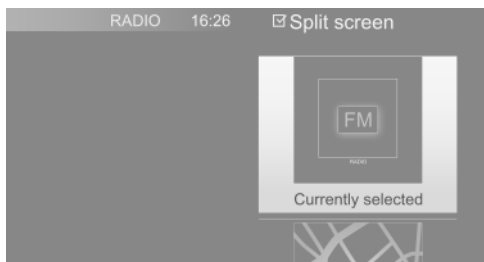 RADIO 16:26
Split screen
FM
RADIO
Currently selected